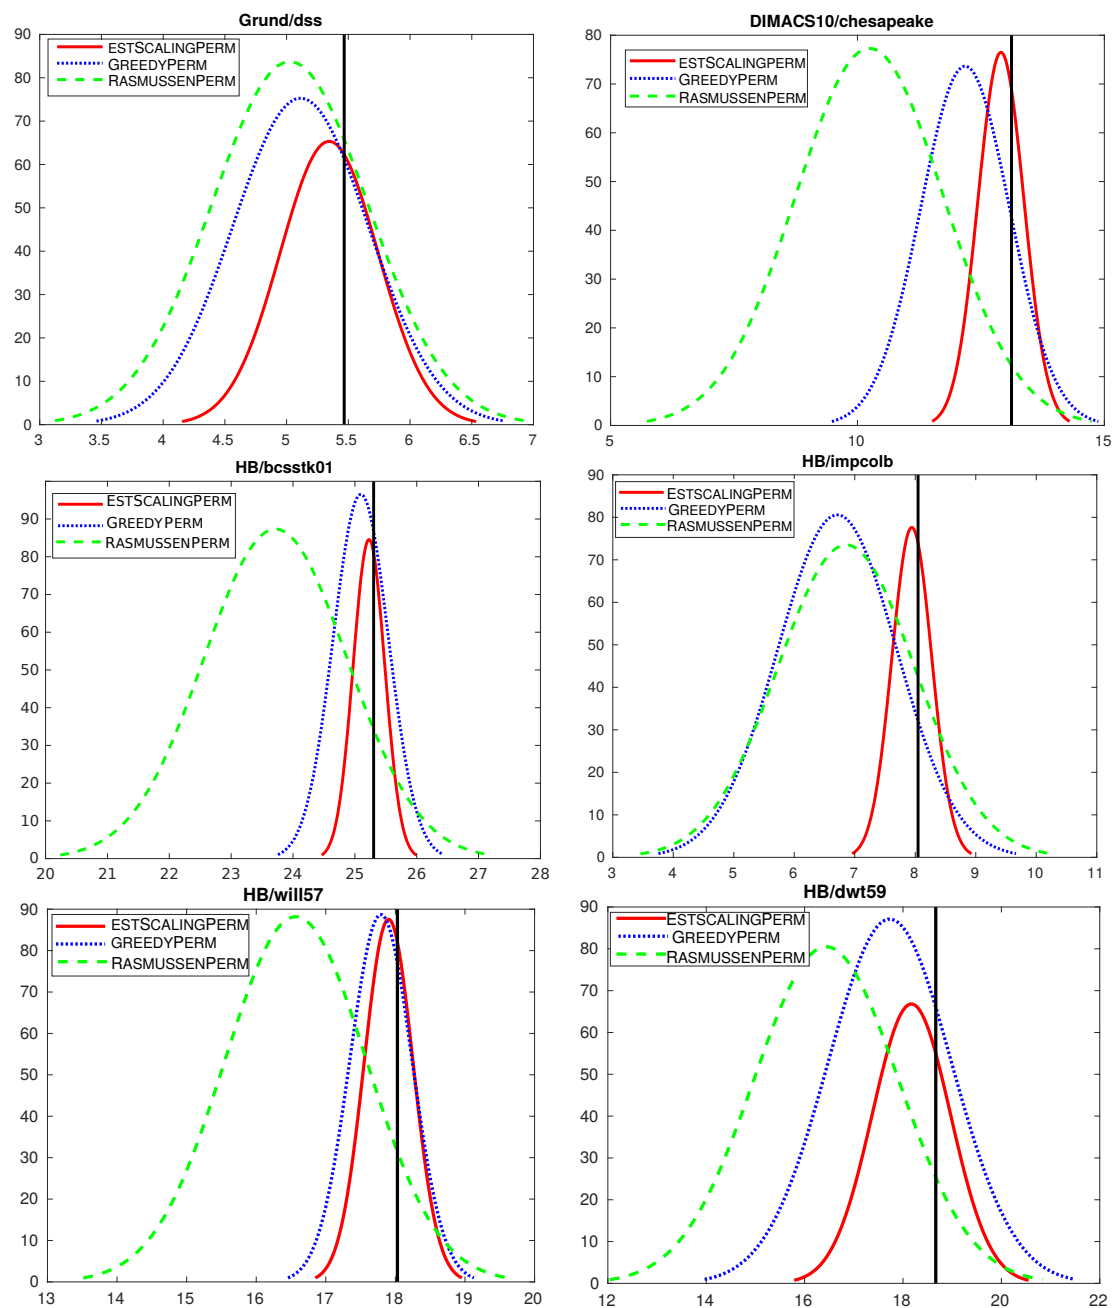 Grund/dss
ESTSCALINGPERM
GREEDYPERM
RASMUSSENPERM
90
80
70
60
50
40
30
20
10
0
3 3.5 4 4.5 5 5.5 6 6.5 7
DIMACS10/chesapeake
ESTSCALINGPERM
GREEDYPERM
RASMUSSENPERM
80
70
60
50
40
30
20
10
0
5 10 15
HB/bcsstk01
ESTSCALINGPERM
GREEDYPERM
RASMUSSENPERM
90
80
70
60
50
40
30
20
10
0
20 21 22 23 24 25 26 27 28
HB/impcolb
ESTSCALINGPERM
GREEDYPERM
RASMUSSENPERM
90
80
70
60
50
40
30
20
10
0
3 4 5 6 7 8 9 10 11
HB/will57
ESTSCALINGPERM
GREEDYPERM
RASMUSSENPERM
90
80
70
60
50
40
30
20
10
0
13 14 15 16 17 18 19 20
HB/dwt59
ESTSCALINGPERM
GREEDYPERM
RASMUSSENPERM
90
80
70
60
50
40
30
20
10
0
12 14 16 18 20 22